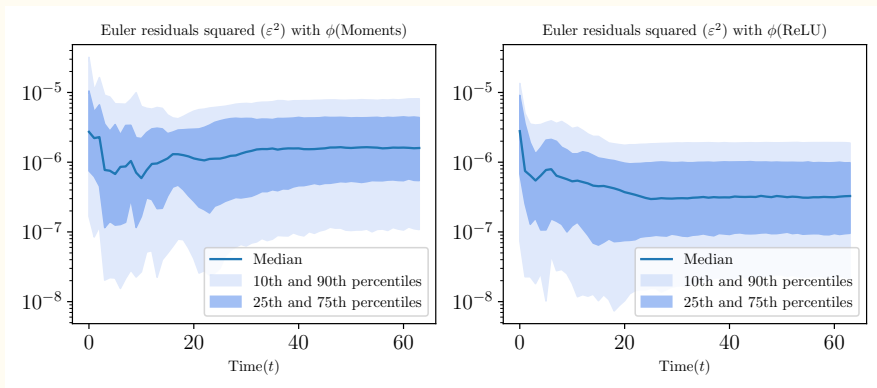 Euler residuals squared (ε²) with ϕ(Moments)
10⁻⁵
10⁻⁶
10⁻⁷
10⁻⁸
Median
10th and 90th percentiles
25th and 75th percentiles
0 20 40 60
Time(t)
Euler residuals squared (ε²) with ϕ(ReLU)
10⁻⁵
10⁻⁶
10⁻⁷
10⁻⁸
Median
10th and 90th percentiles
25th and 75th percentiles
0 20 40 60
Time(t)